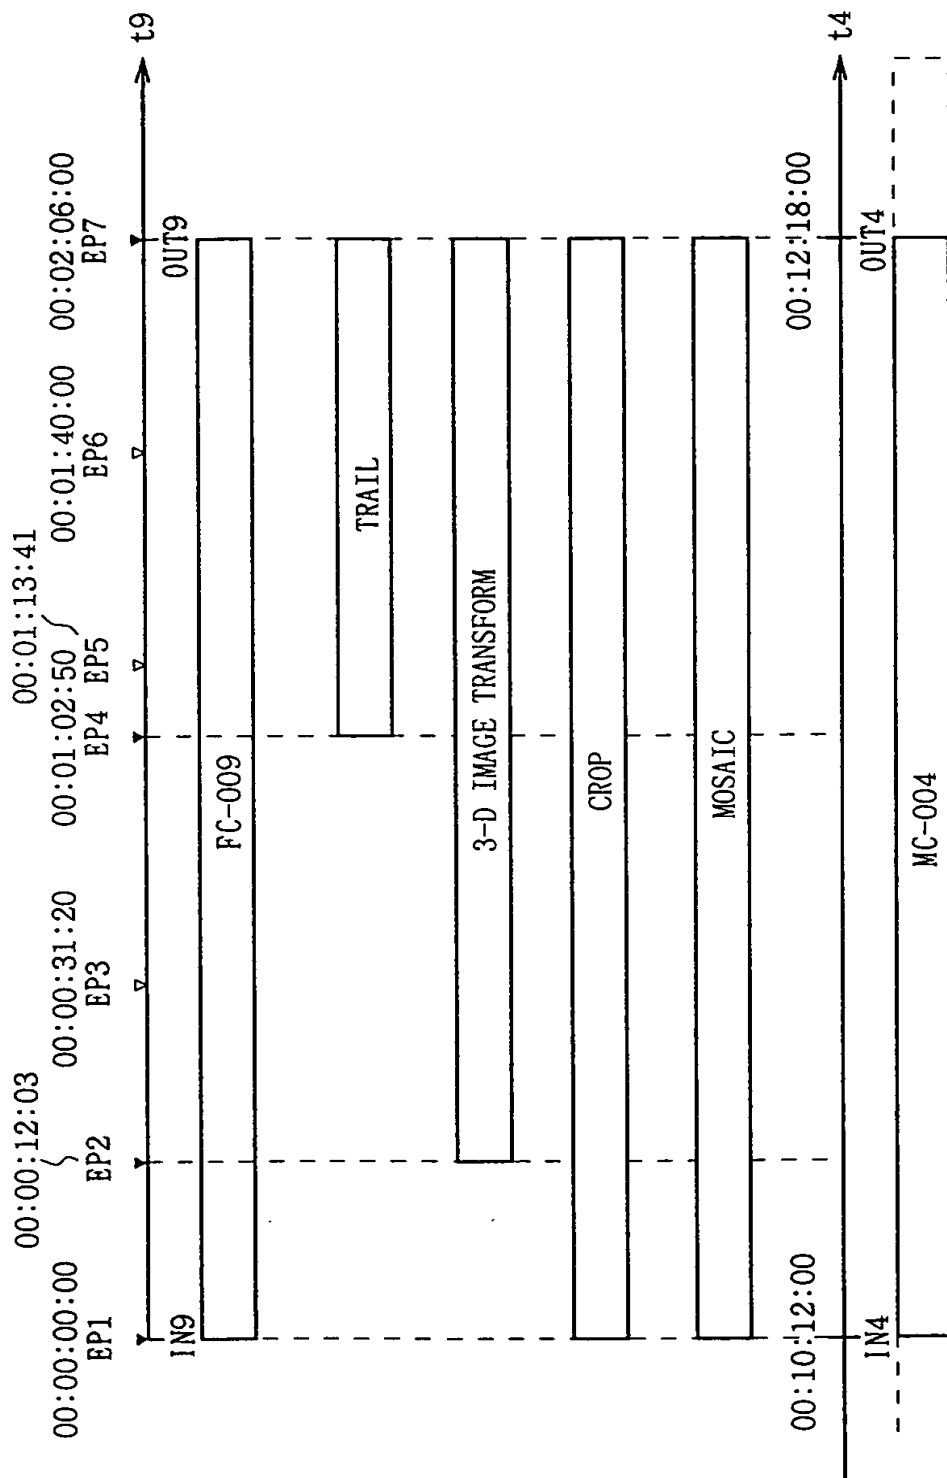 00:00:12:03
00:01:13:41
00:00:00:00
00:00:31:20
00:01:02:50
00:01:40:00
00:02:06:00
EP1
EP2
EP3
EP4
EP5
EP6
EP7
t9
IN9
OUT9
FC-009
TRAIL
3-D IMAGE TRANSFORM
CROP
MOSAIC
00:10:12:00
00:12:18:00
t4
IN4
OUT4
MC-004